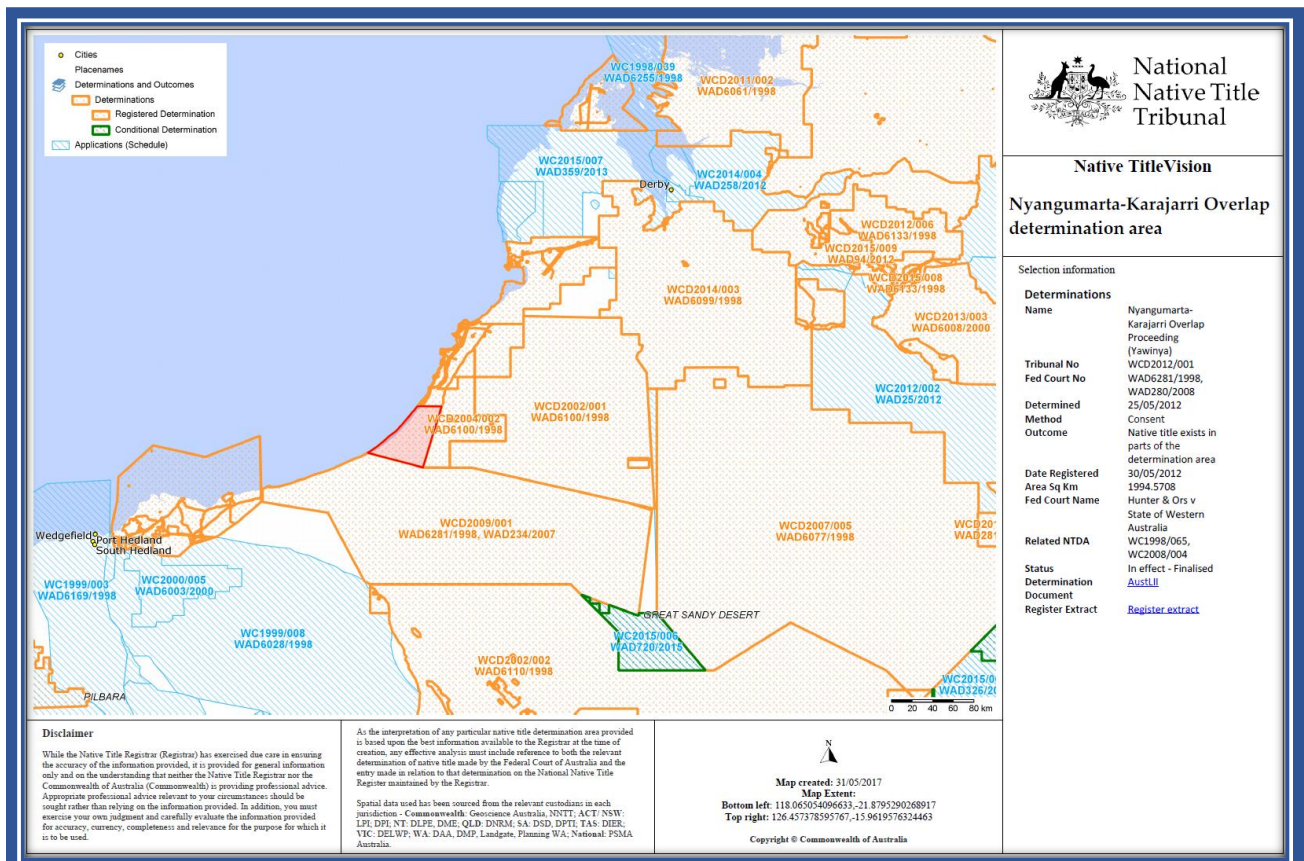 Cities
Placenames
Determinations and Outcomes
Determinations
Registered Determination
Conditional Determination
Applications (Schedule)
WC1998/039
WAD6255/1998
WCD2011/002
WAD6061/1998
WC2015/007
WAD359/2013
WC2014/004
WAD258/2012
Derby
WCD2012/006
WAD6133/1998
WCD2015/009
WAD94/2012
WCD2015/008
WAD6133/1998
WCD2014/003
WAD6099/1998
WCD2013/003
WAD6008/2000
WC2012/002
WAD25/2012
WCD2004/002
WAD6100/1998
WCD2002/001
WAD6100/1998
WCD2009/001
WAD6281/1998, WAD234/2007
WCD2007/005
WAD6077/1998
WCD201
WAD281
Wedgefield
Port Hedland
South Hedland
WC1999/003
WAD6169/1998
WC2000/005
WAD6003/2000
WC1999/008
WAD6028/1998
GREAT SANDY DESERT
WC2015/006
WAD720/2015
WCD2002/002
WAD6110/1998
WC2015/0
WAD326/20
PILBARA
0 20 40 60 80 km
National
Native Title
Tribunal
Native TitleVision
Nyangumarta-Karajarri Overlap
determination area
Selection information
Determinations
Name Nyangumarta-
Karajarri Overlap
Proceeding
(Yawinya)
Tribunal No WCD2012/001
Fed Court No WAD6281/1998,
WAD280/2008
Determined 25/05/2012
Method Consent
Outcome Native title exists in
parts of the
determination area
Date Registered 30/05/2012
Area Sq Km 1994.5708
Fed Court Name Hunter & Ors v
State of Western
Australia
Related NTDA WC1998/065,
WC2008/004
Status In effect - Finalised
Determination AustLII
Document
Register Extract Register extract
Disclaimer
While the Native Title Registrar (Registrar) has exercised due care in ensuring
the accuracy of the information provided, it is provided for general information
only and on the understanding that neither the Native Title Registrar nor the
Commonwealth of Australia (Commonwealth) is providing professional advice.
Appropriate professional advice relevant to your circumstances should be
sought rather than relying on the information provided. In addition, you must
exercise your own judgment and carefully evaluate the information provided
for accuracy, currency, completeness and relevance for the purpose for which it
is to be used.
As the interpretation of any particular native title determination area provided
is based upon the best information available to the Registrar at the time of
creation, any effective analysis must include reference to both the relevant
determination of native title made by the Federal Court of Australia and the
entry made in relation to that determination on the National Native Title
Register maintained by the Registrar.
Spatial data used has been sourced from the relevant custodians in each
jurisdiction - Commonwealth: Geoscience Australia, NNTT; ACT/ NSW:
LPI; DPI; NT: DLPE, DME; QLD: DNRM; SA: DSD, DPTI; TAS: DIER;
VIC: DELWP; WA: DAA, DMP, Landgate, Planning WA; National: PSMA
Australia.
N
Map created: 31/05/2017
Map Extent:
Bottom left: 118.065054096633,-21.8795290268917
Top right: 126.457378595767,-15.9619576324463
Copyright © Commonwealth of Australia